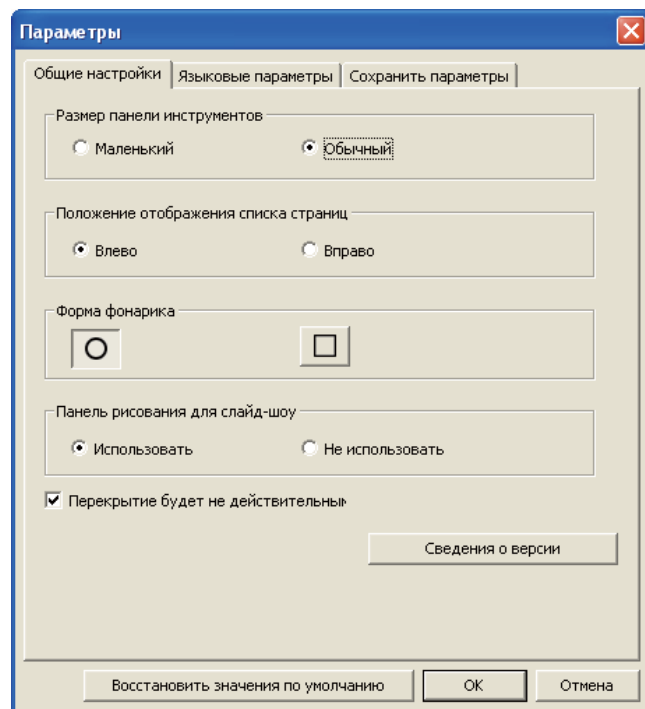 Параметры
Общие настройки Языковые параметры Сохранить параметры
Размер панели инструментов
Маленький Обычный
Положение отображения списка страниц
Влево Вправо
Форма фонарика
Панель рисования для слайд-шоу
Использовать Не использовать
Перекрытие будет не действительны
Сведения о версии
Восстановить значения по умолчанию OK Отмена